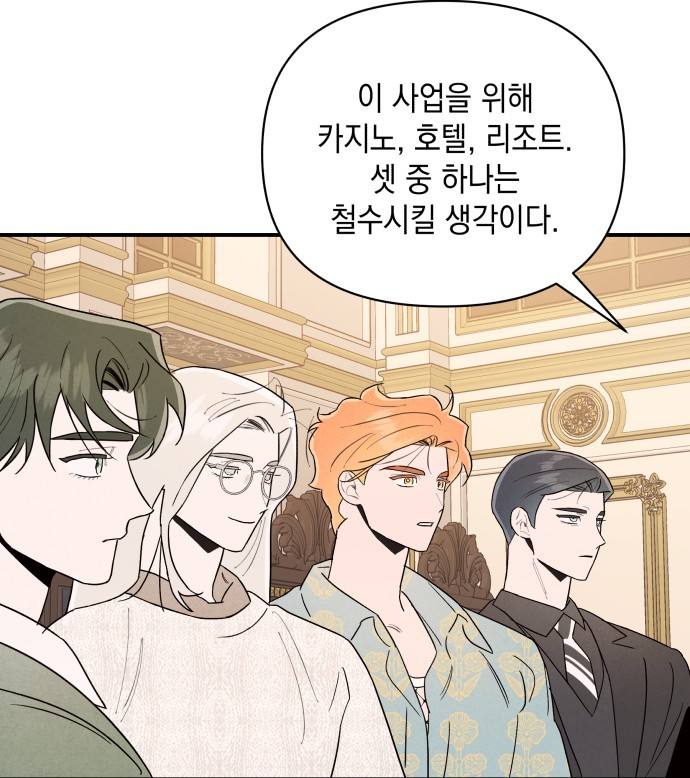 이 사업을 위해
카지노, 호텔, 리조트.
셋 중 하나는
철수시킬 생각이다.